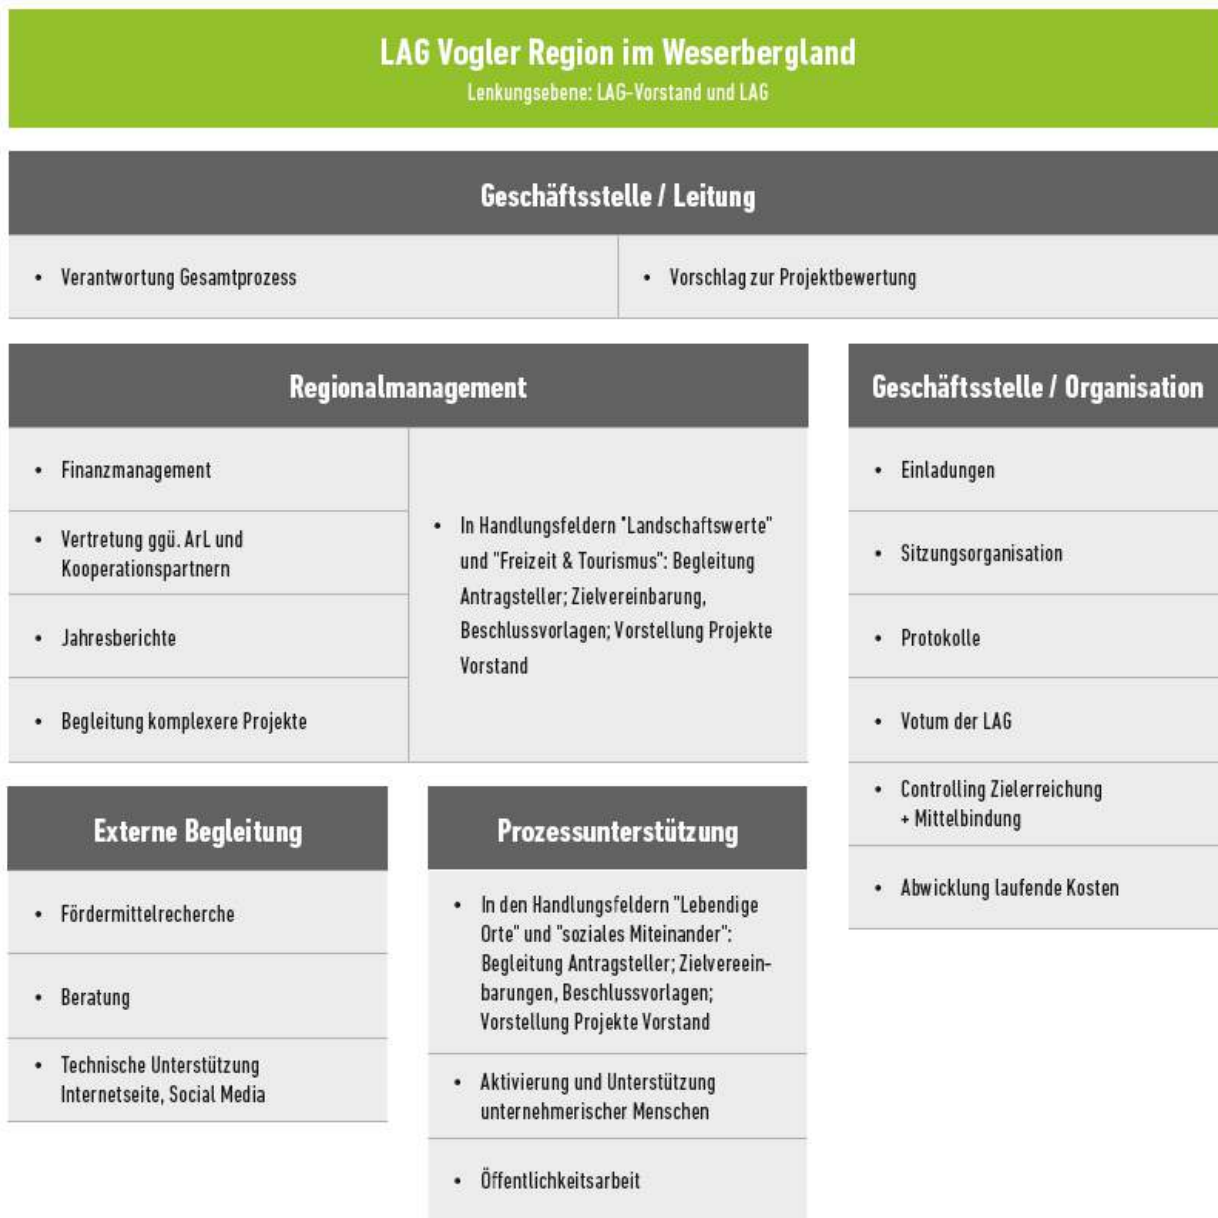 LAG Vogler Region im Weserbergland
Lenkungsebene: LAG-Vorstand und LAG
Geschäftsstelle / Leitung
• Verantwortung Gesamtprozess
• Vorschlag zur Projektbewertung
Regionalmanagement
• Finanzmanagement
• Vertretung ggü. ArL und
Kooperationspartnern
• Jahresberichte
• Begleitung komplexere Projekte
• In Handlungsfeldern "Landschaftswerte"
und "Freizeit & Tourismus": Begleitung
Antragsteller; Zielvereinbarung,
Beschlussvorlagen; Vorstellung Projekte
Vorstand
Geschäftsstelle / Organisation
• Einladungen
• Sitzungsorganisation
• Protokolle
• Votum der LAG
• Controlling Zielerreichung
+ Mittelbindung
• Abwicklung laufende Kosten
Externe Begleitung
• Fördermittelrecherche
• Beratung
• Technische Unterstützung
Internetseite, Social Media
Prozessunterstützung
• In den Handlungsfeldern "Lebendige
Orte" und "soziales Miteinander":
Begleitung Antragsteller; Zielvereein-
barungen, Beschlussvorlagen;
Vorstellung Projekte Vorstand
• Aktivierung und Unterstützung
unternehmerischer Menschen
• Öffentlichkeitsarbeit